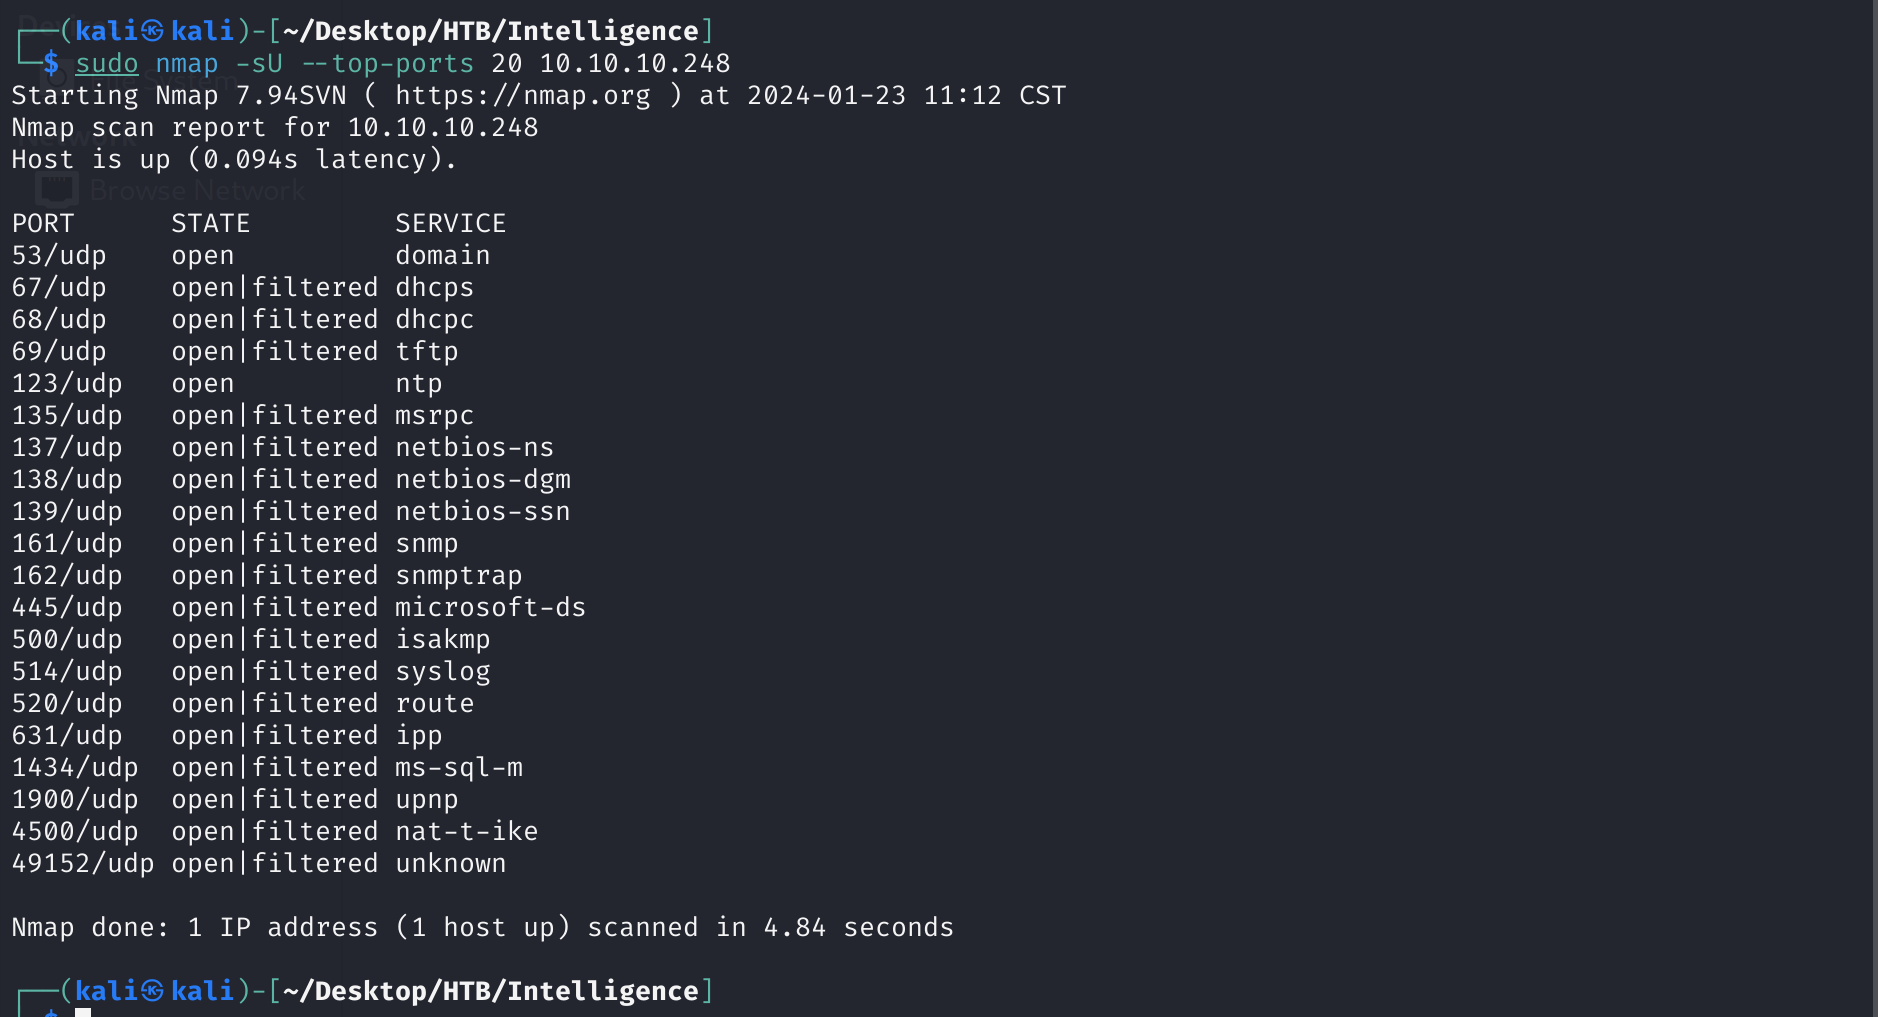 ┌──(kali㉿kali)-[~/Desktop/HTB/Intelligence]
└─$ sudo nmap -sU --top-ports 20 10.10.10.248
Starting Nmap 7.94SVN ( https://nmap.org ) at 2024-01-23 11:12 CST
Nmap scan report for 10.10.10.248
Host is up (0.094s latency).
Browse Network
PORT      STATE         SERVICE
53/udp    open          domain
67/udp    open|filtered dhcps
68/udp    open|filtered dhcpc
69/udp    open|filtered tftp
123/udp   open          ntp
135/udp   open|filtered msrpc
137/udp   open|filtered netbios-ns
138/udp   open|filtered netbios-dgm
139/udp   open|filtered netbios-ssn
161/udp   open|filtered snmp
162/udp   open|filtered snmptrap
445/udp   open|filtered microsoft-ds
500/udp   open|filtered isakmp
514/udp   open|filtered syslog
520/udp   open|filtered route
631/udp   open|filtered ipp
1434/udp  open|filtered ms-sql-m
1900/udp  open|filtered upnp
4500/udp  open|filtered nat-t-ike
49152/udp open|filtered unknown
Nmap done: 1 IP address (1 host up) scanned in 4.84 seconds
┌──(kali㉿kali)-[~/Desktop/HTB/Intelligence]
└─$